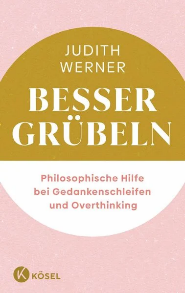 JUDITH
WERNER
BESSER
GRÜBELN
Philosophische Hilfe
bei Gedankenschleifen
und Overthinking
KÖSEL